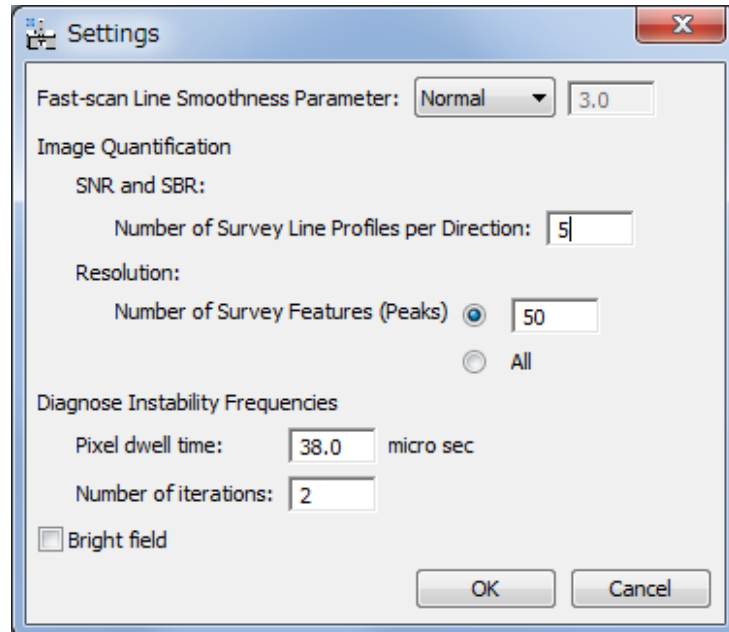 Settings
Fast-scan Line Smoothness Parameter: Normal 3.0
Image Quantification
SNR and SBR:
Number of Survey Line Profiles per Direction: 5
Resolution:
Number of Survey Features (Peaks) 50
All
Diagnose Instability Frequencies
Pixel dwell time: 38.0 micro sec
Number of iterations: 2
Bright field
OK Cancel